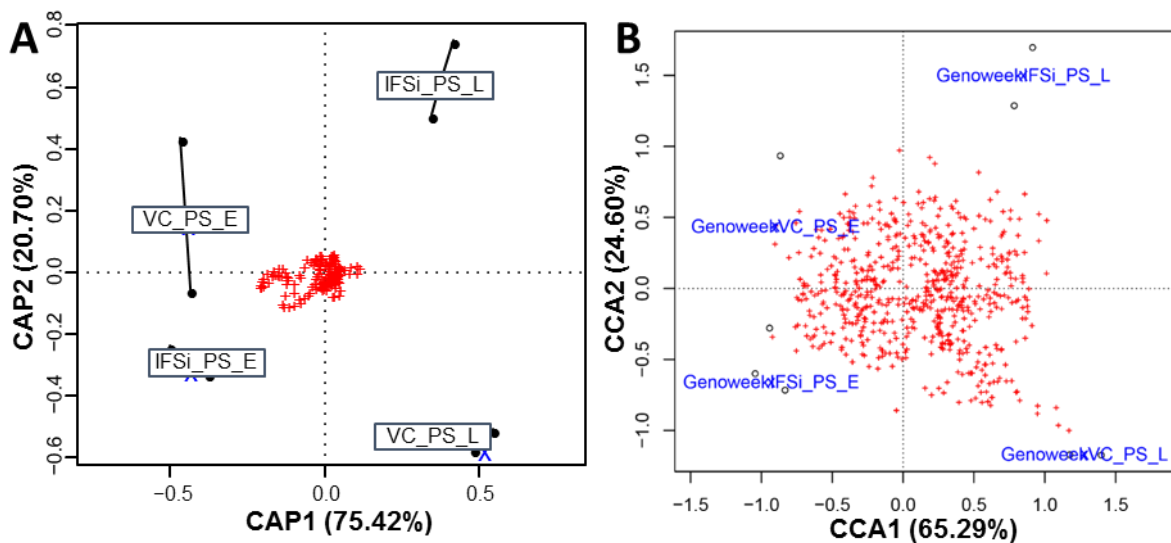 A
CAP2 (20.70%)
0.8
0.6
0.4
0.2
0.0
−0.2
−0.4
−0.6
IFSi_PS_L
VC_PS_E
IFSi_PS_E
VC_PS_L
−0.5
0.0
0.5
CAP1 (75.42%)
B
CCA2 (24.60%)
1.5
1.0
0.5
0.0
−0.5
−1.0
GenoweekIFSi_PS_L
GenoweekVC_PS_E
GenoweekIFSi_PS_E
GenoweekVC_PS_L
−1.5
−1.0
−0.5
0.0
0.5
1.0
1.5
CCA1 (65.29%)